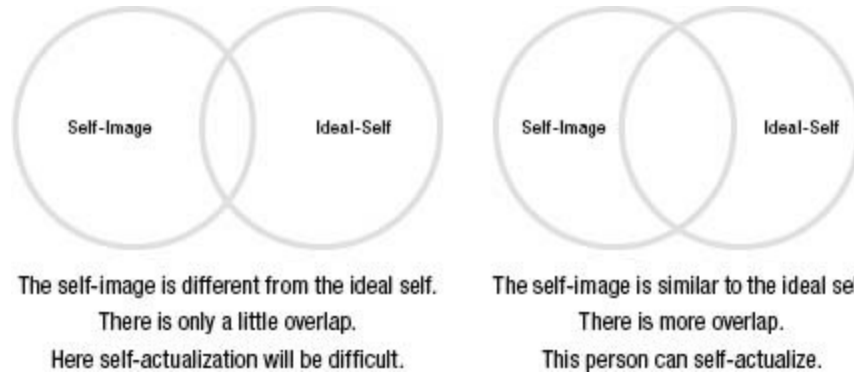 Self-Image
Ideal-Self
The self-image is different from the ideal self.
There is only a little overlap.
Here self-actualization will be difficult.
Self-Image
Ideal-Self
The self-image is similar to the ideal sel
There is more overlap.
This person can self-actualize.